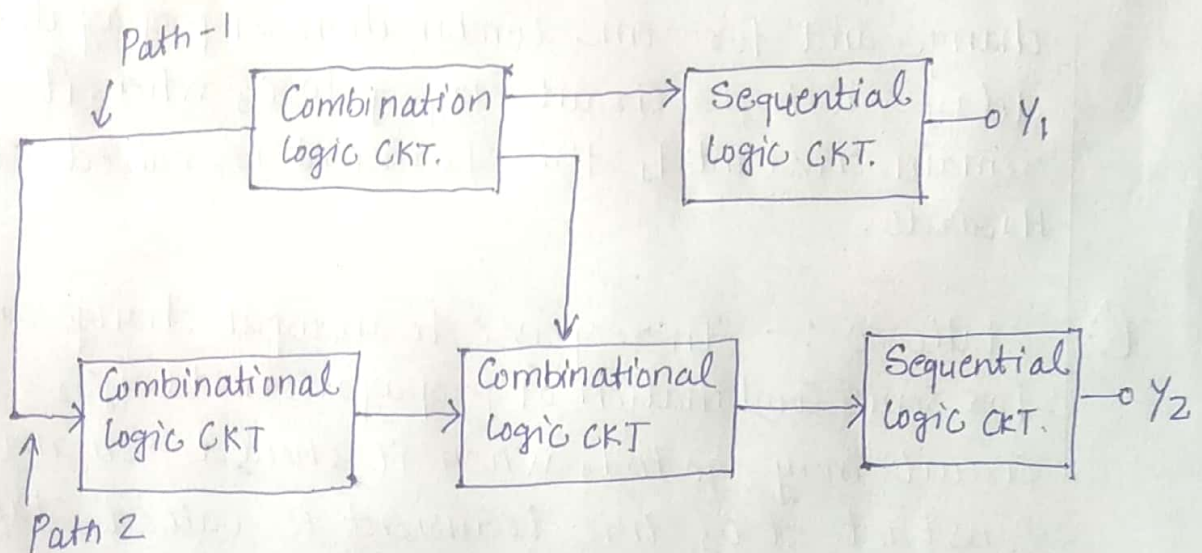 Path-1
Combination
Logic CKT.
Sequential
Logic CKT.
Y1
Combinational
Logic CKT
Combinational
Logic CKT
Sequential
Logic CKT.
Y2
Path 2